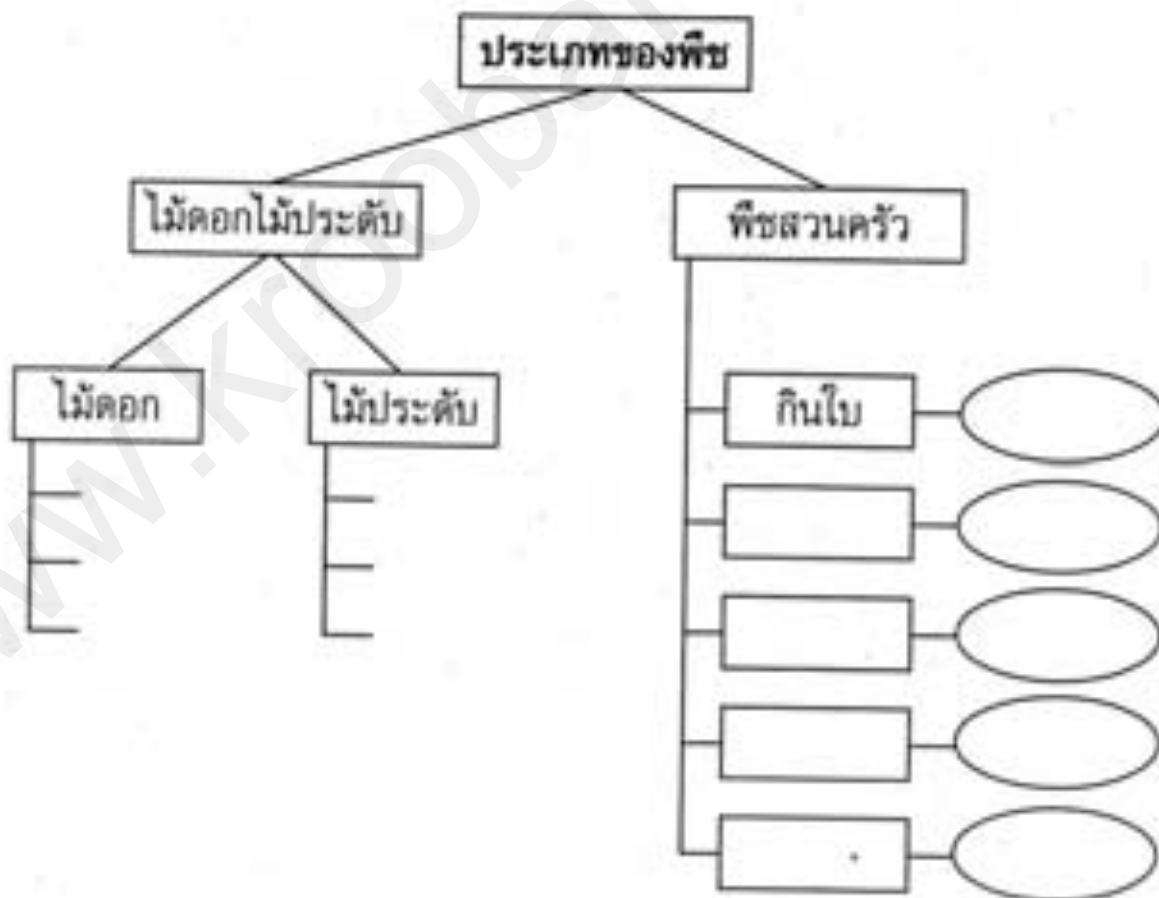 ประเภทของพืช
ไม้ดอกไม้ประดับ
พืชสวนครัว
ไม้ดอก
ไม้ประดับ
กินใบ